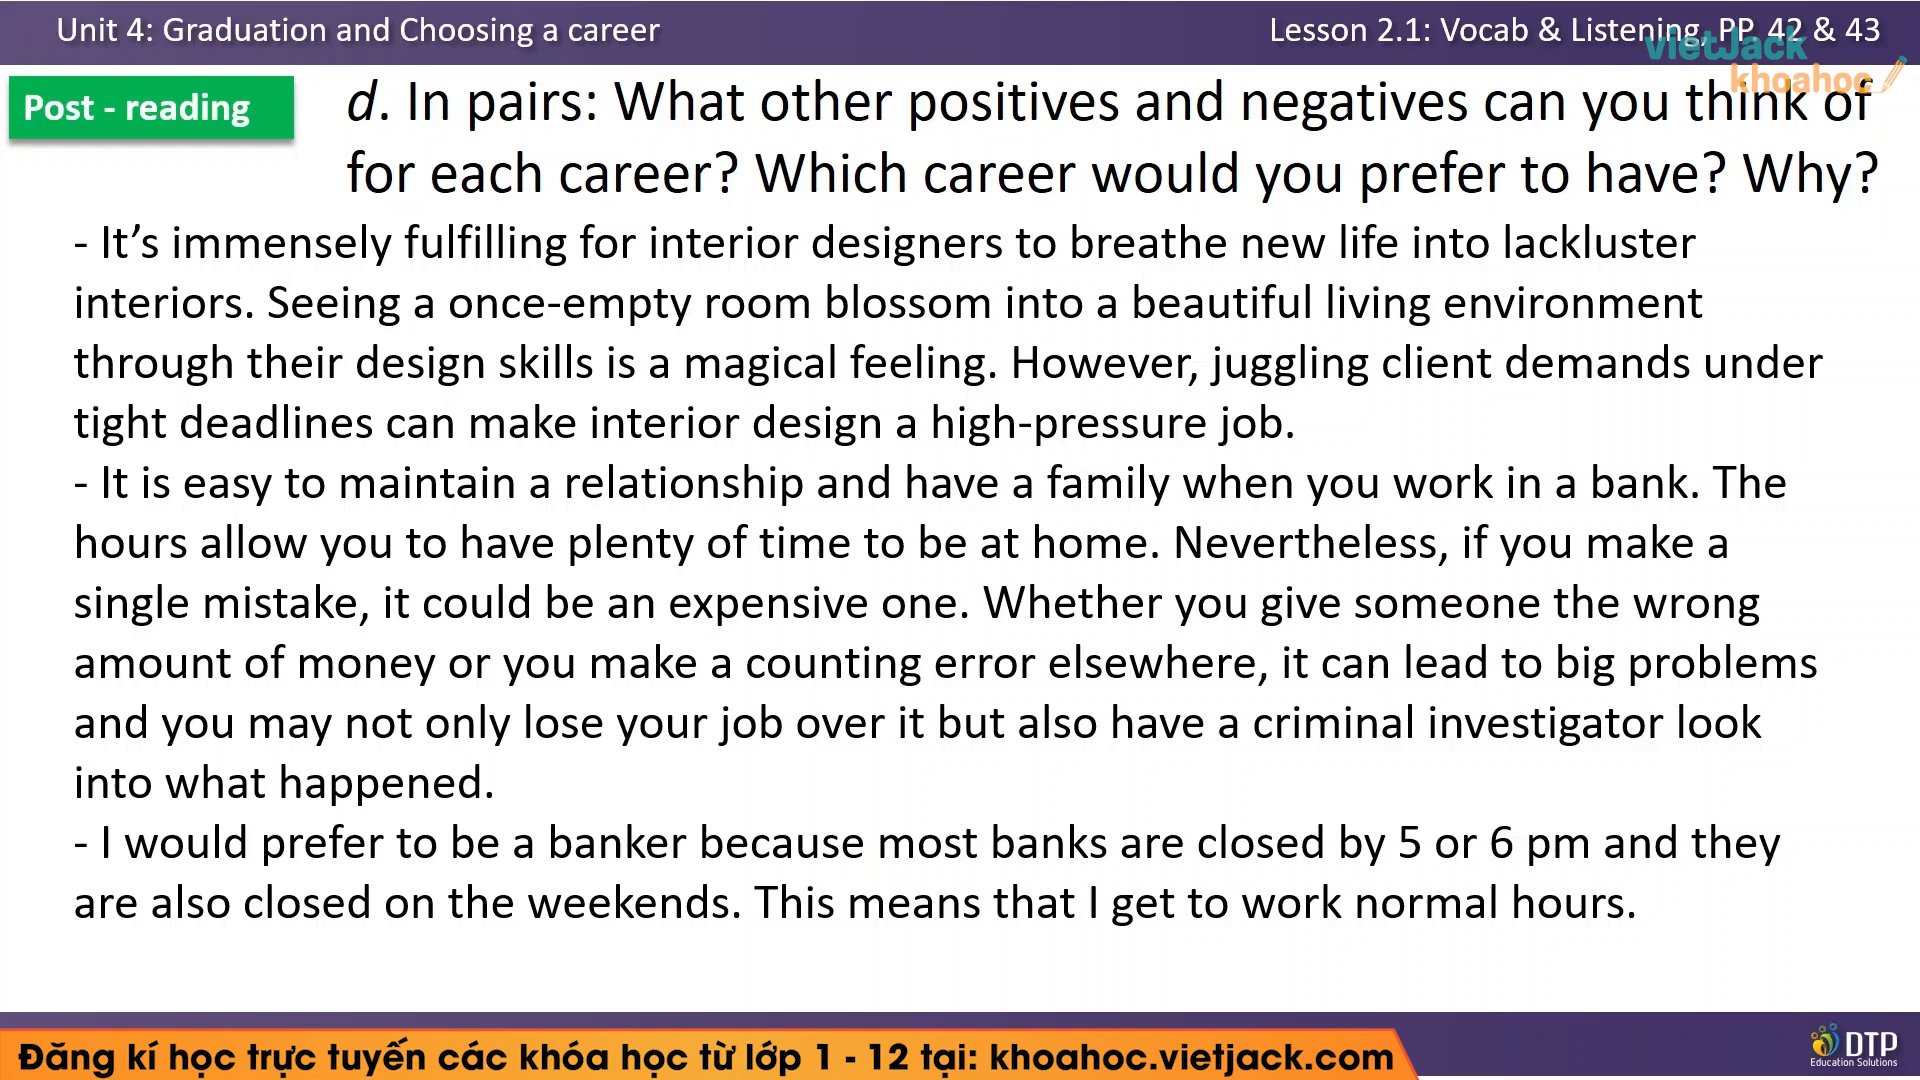 Unit 4: Graduation and Choosing a career
Lesson 2.1: Vocab & Listening, PP. 42 & 43
vietJack
khoahoc
Post - reading
d. In pairs: What other positives and negatives can you think of
for each career? Which career would you prefer to have? Why?
- It’s immensely fulfilling for interior designers to breathe new life into lackluster
interiors. Seeing a once-empty room blossom into a beautiful living environment
through their design skills is a magical feeling. However, juggling client demands under
tight deadlines can make interior design a high-pressure job.
- It is easy to maintain a relationship and have a family when you work in a bank. The
hours allow you to have plenty of time to be at home. Nevertheless, if you make a
single mistake, it could be an expensive one. Whether you give someone the wrong
amount of money or you make a counting error elsewhere, it can lead to big problems
and you may not only lose your job over it but also have a criminal investigator look
into what happened.
- I would prefer to be a banker because most banks are closed by 5 or 6 pm and they
are also closed on the weekends. This means that I get to work normal hours.
Đăng kí học trực tuyến các khóa học từ lớp 1 - 12 tại: khoahoc.vietjack.com
DTP
Education Solutions